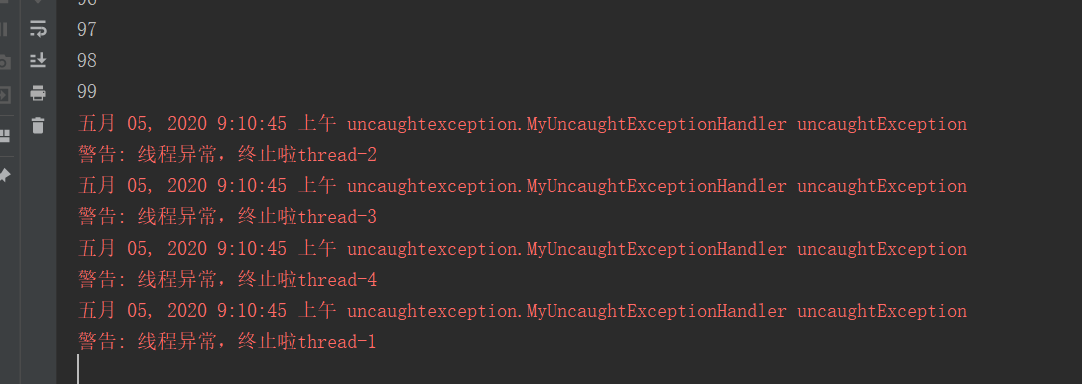 97
98
99
五月 05, 2020 9:10:45 上午 uncaughtexception.MyUncaughtExceptionHandler uncaughtException
警告: 线程异常，终止啦thread-2
五月 05, 2020 9:10:45 上午 uncaughtexception.MyUncaughtExceptionHandler uncaughtException
警告: 线程异常，终止啦thread-3
五月 05, 2020 9:10:45 上午 uncaughtexception.MyUncaughtExceptionHandler uncaughtException
警告: 线程异常，终止啦thread-4
五月 05, 2020 9:10:45 上午 uncaughtexception.MyUncaughtExceptionHandler uncaughtException
警告: 线程异常，终止啦thread-1